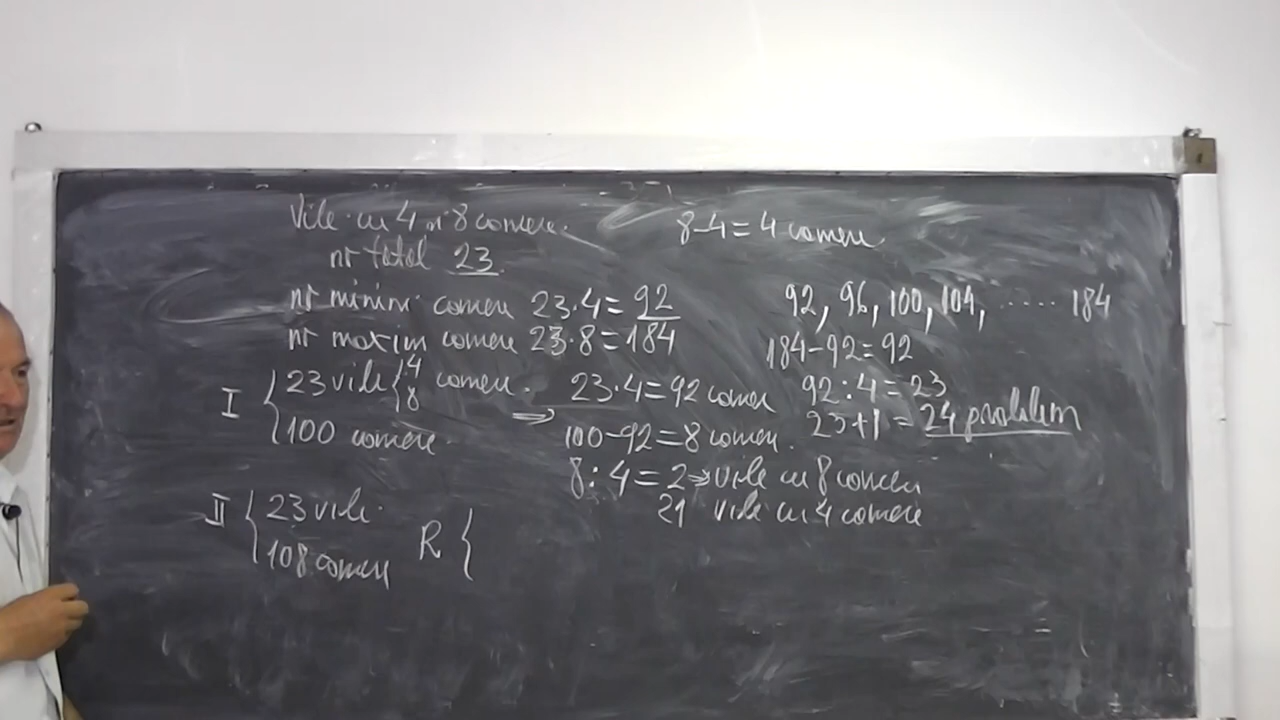 Vile cu 4 și 8 camere.
8-4=4 camere
nr total 23.
nr minim camere 23·4=92
92, 96, 100, 104, ..... 184
nr maxim camere 23·8=184
184-92=92
I { 23 vile { 4 8 camere.
100 camere.
=> 23·4=92 camere
92:4=23
100-92=8 camere.
23+1=24 problem
8:4=2 => vile cu 8 camere
21 vile cu 4 camere
II { 23 vile.
108 camere
R {